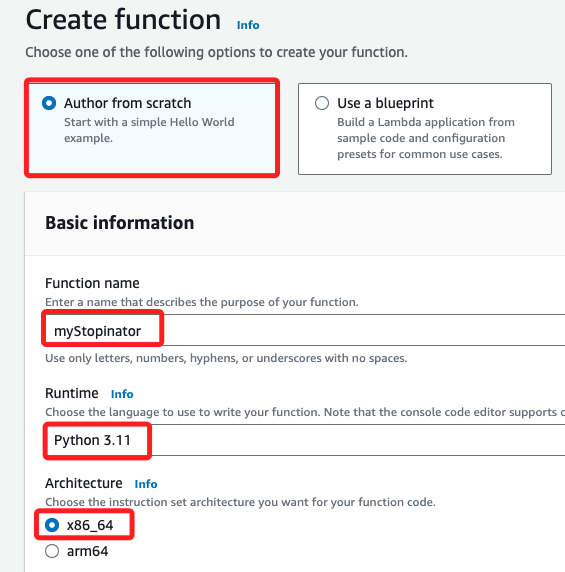 Create function Info
Choose one of the following options to create your function.
Author from scratch
Start with a simple Hello World
example.
Use a blueprint
Build a Lambda application from
sample code and configuration
presets for common use cases.
Basic information
Function name
Enter a name that describes the purpose of your function.
myStopinator
Use only letters, numbers, hyphens, or underscores with no spaces.
Runtime Info
Choose the language to use to write your function. Note that the console code editor supports
Python 3.11
Architecture Info
Choose the instruction set architecture you want for your function code.
x86_64
arm64